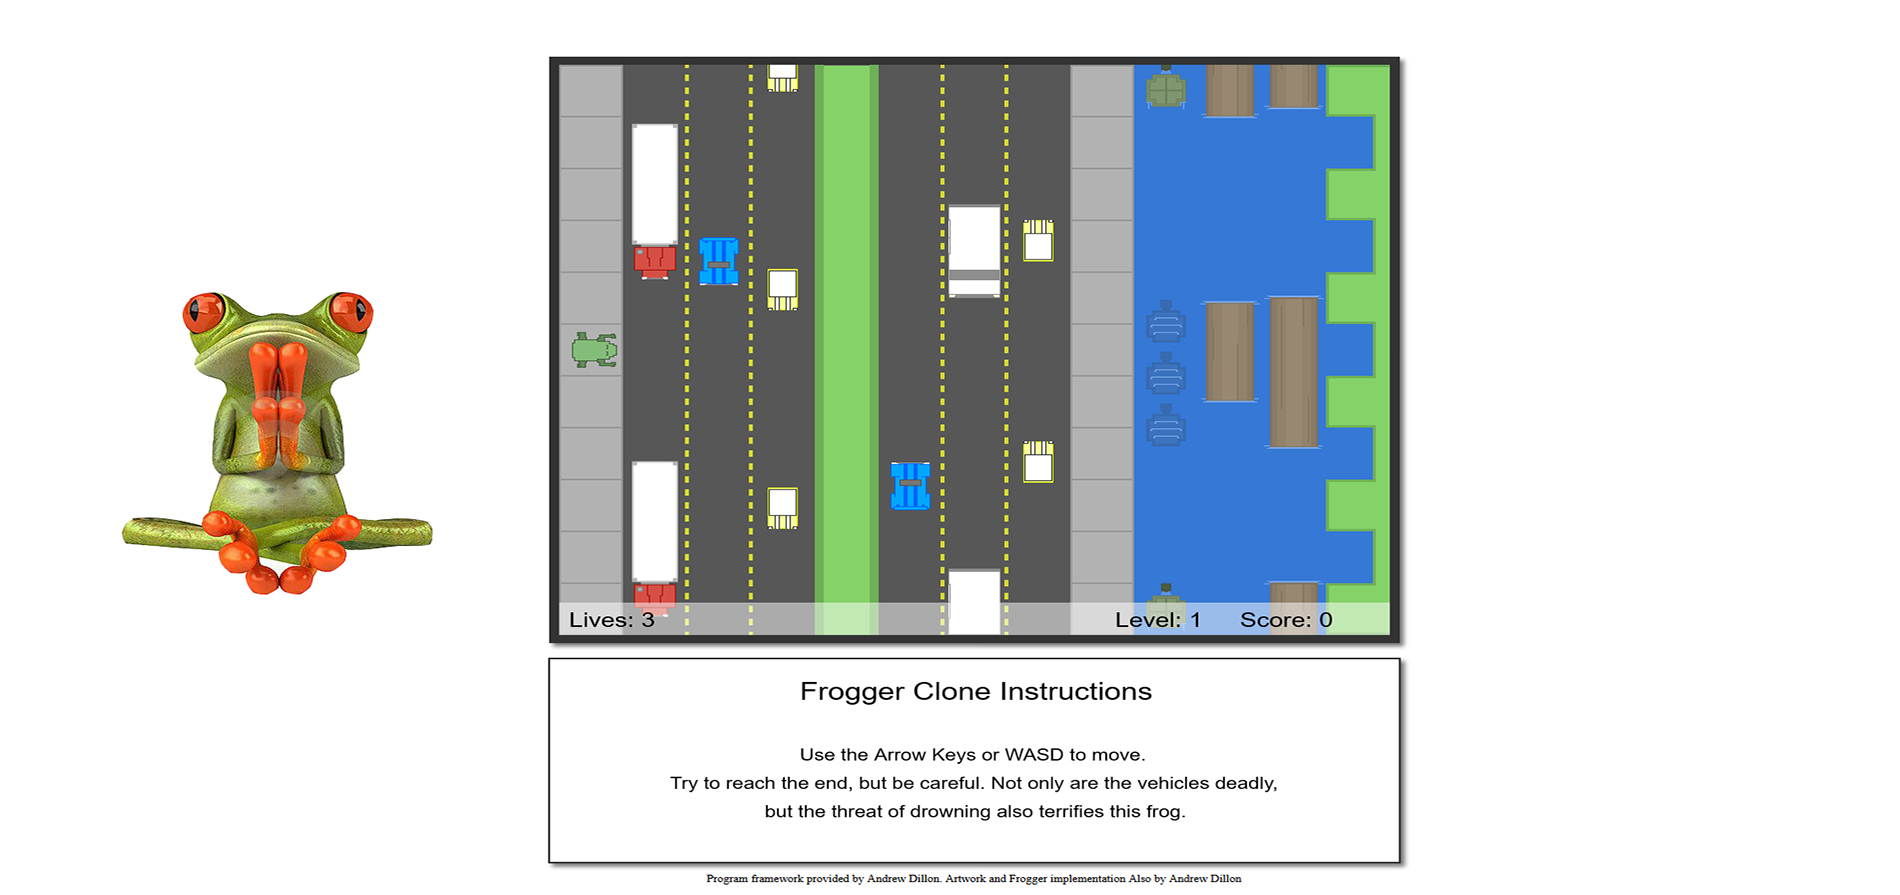 Lives: 3
Level: 1
Score: 0
Frogger Clone Instructions
Use the Arrow Keys or WASD to move.
Try to reach the end, but be careful. Not only are the vehicles deadly,
but the threat of drowning also terrifies this frog.
Program framework provided by Andrew Dillon. Artwork and Frogger implementation Also by Andrew Dillon